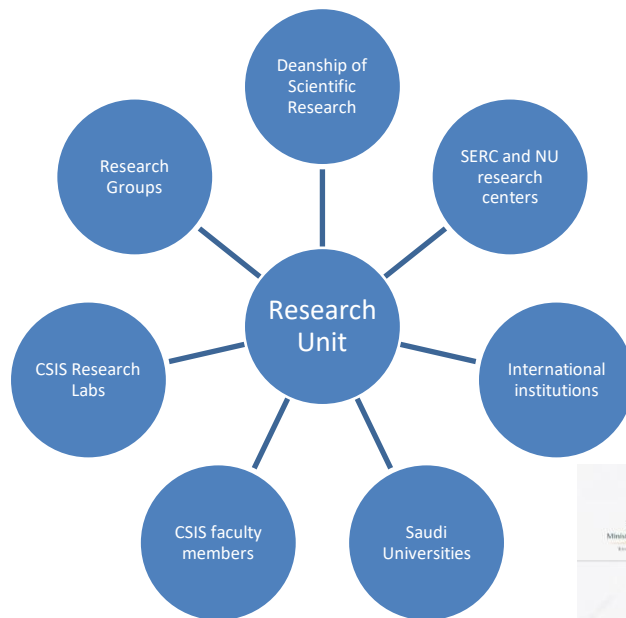 Deanship of
Scientific
Research
SERC and NU
research
centers
International
institutions
Saudi
Universities
CSIS faculty
members
CSIS Research
Labs
Research
Groups
Research
Unit